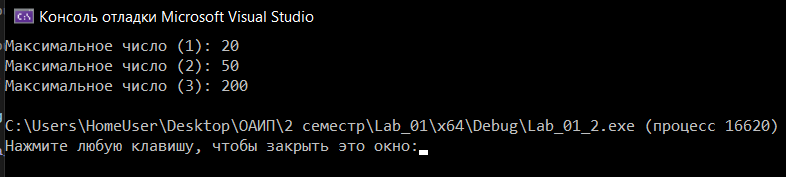 Консоль отладки Microsoft Visual Studio
Максимальное число (1): 20
Максимальное число (2): 50
Максимальное число (3): 200
C:\Users\HomeUser\Desktop\ОАИП\2 семестр\Lab_01\x64\Debug\Lab_01_2.exe (процесс 16620)
Нажмите любую клавишу, чтобы закрыть это окно: